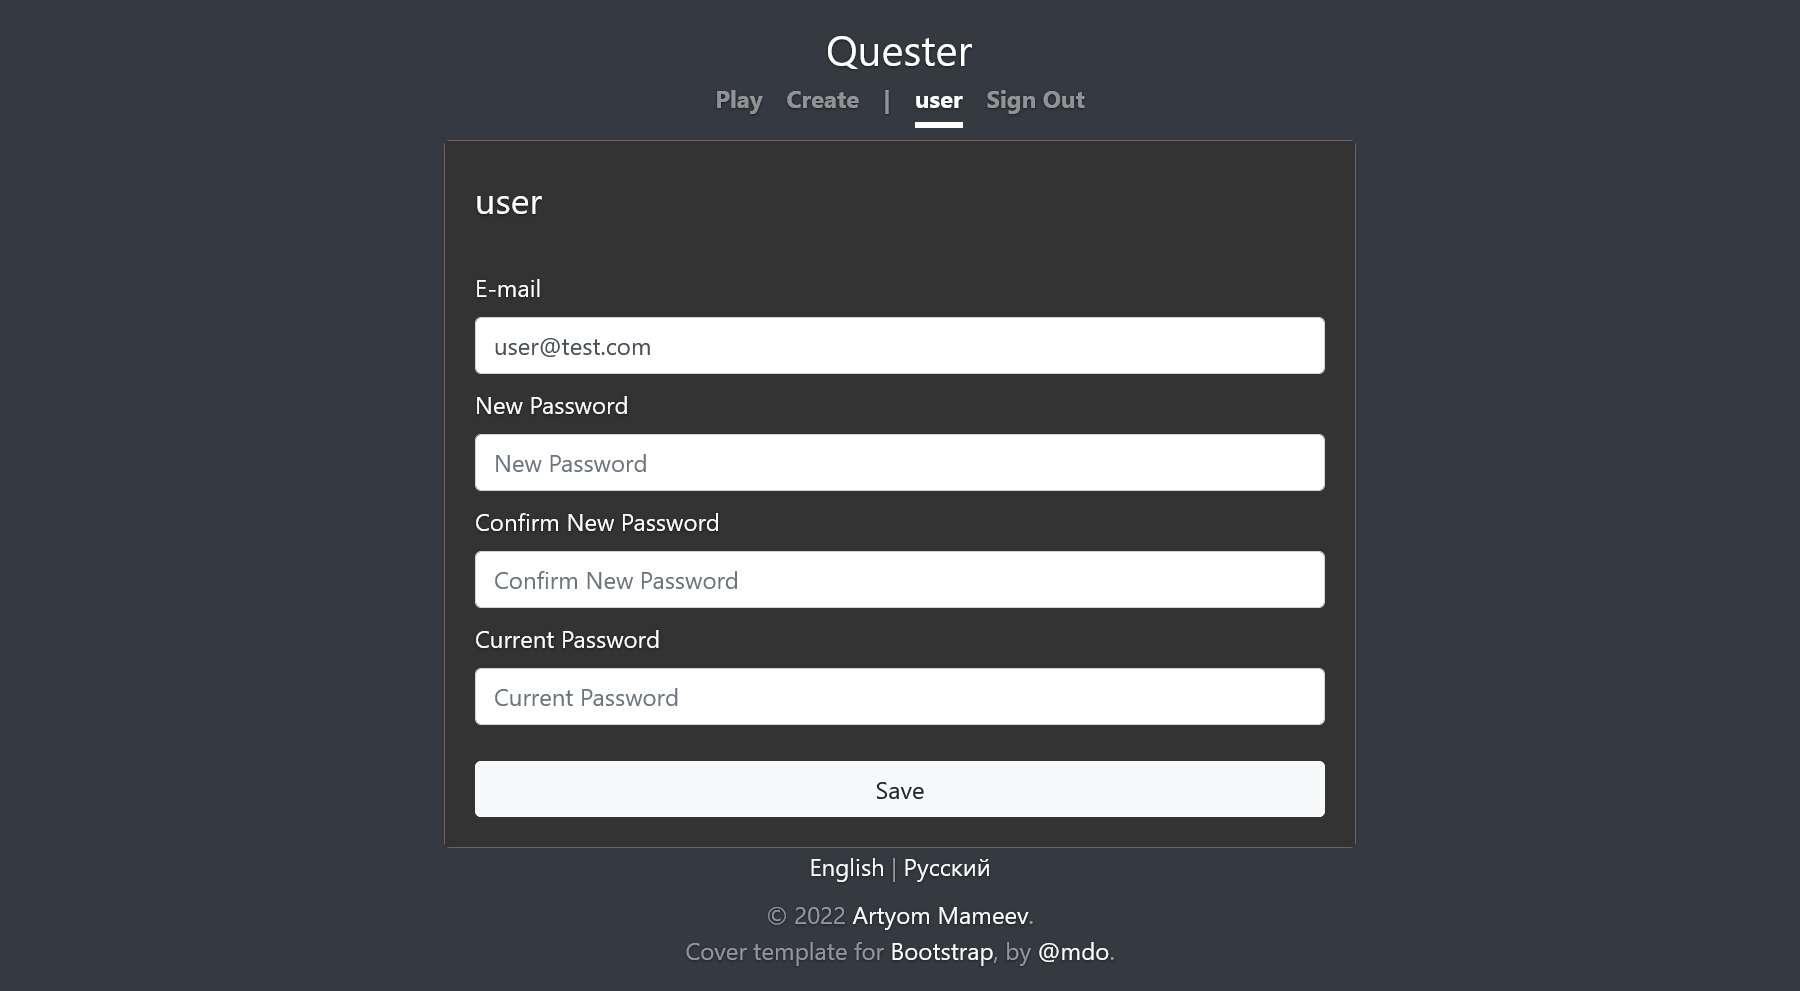 Quester
Play Create | user Sign Out
user
E-mail
user@test.com
New Password
New Password
Confirm New Password
Confirm New Password
Current Password
Current Password
Save
English | Русский
© 2022 Artyom Mameev.
Cover template for Bootstrap, by @mdo.